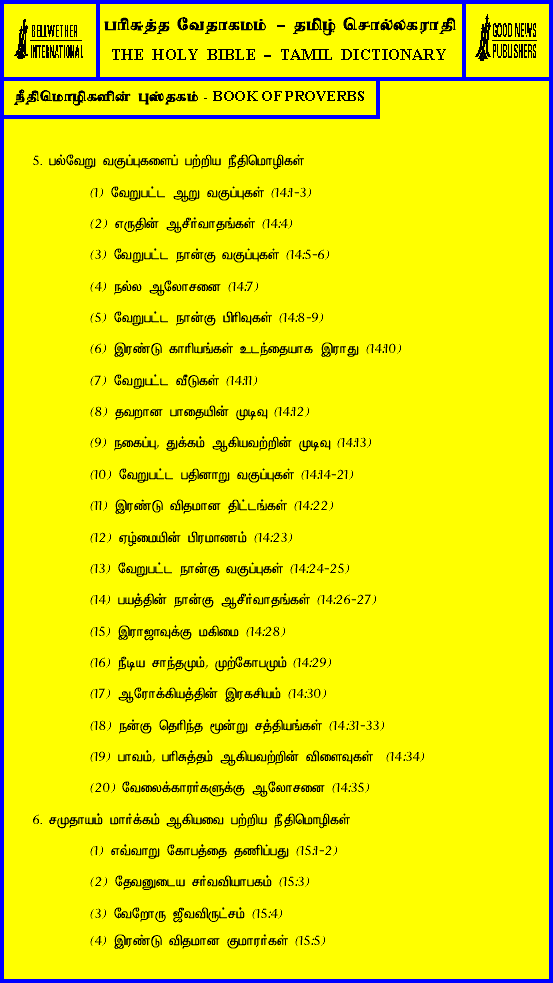 BELLWETHER
INTERNATIONAL
பரிசுத்த வேதாகமம் – தமிழ் சொல்லகராதி
THE HOLY BIBLE – TAMIL DICTIONARY
GOOD NEWS
PUBLISHERS
நீதிமொழிகளின் புஸ்தகம் - BOOK OF PROVERBS
5. பல்வேறு வகுப்புகளைப் பற்றிய நீதிமொழிகள்
(1) வேறுபட்ட ஆறு வகுப்புகள் (14:1-3)
(2) எருதின் ஆசீர்வாதங்கள் (14:4)
(3) வேறுபட்ட நான்கு வகுப்புகள் (14:5-6)
(4) நல்ல ஆலோசனை (14:7)
(5) வேறுபட்ட நான்கு பிரிவுகள் (14:8-9)
(6) இரண்டு காரியங்கள் உடந்தையாக இராது (14:10)
(7) வேறுபட்ட வீடுகள் (14:11)
(8) தவறான பாதையின் முடிவு (14:12)
(9) நகைப்பு, துக்கம் ஆகியவற்றின் முடிவு (14:13)
(10) வேறுபட்ட பதினாறு வகுப்புகள் (14:14-21)
(11) இரண்டு விதமான திட்டங்கள் (14:22)
(12) ஏழ்மையின் பிரமாணம் (14:23)
(13) வேறுபட்ட நான்கு வகுப்புகள் (14:24-25)
(14) பயத்தின் நான்கு ஆசீர்வாதங்கள் (14:26-27)
(15) இராஜாவுக்கு மகிமை (14:28)
(16) நீடிய சாந்தமும், முற்கோபமும் (14:29)
(17) ஆரோக்கியத்தின் இரகசியம் (14:30)
(18) நன்கு தெரிந்த மூன்று சத்தியங்கள் (14:31-33)
(19) பாவம், பரிசுத்தம் ஆகியவற்றின் விளைவுகள் (14:34)
(20) வேலைக்காரர்களுக்கு ஆலோசனை (14:35)
6. சமுதாயம் மார்க்கம் ஆகியவை பற்றிய நீதிமொழிகள்
(1) எவ்வாறு கோபத்தை தணிப்பது (15:1-2)
(2) தேவனுடைய சர்வவியாபகம் (15:3)
(3) வேறோரு ஜீவவிருட்சம் (15:4)
(4) இரண்டு விதமான குமாரர்கள் (15:5)